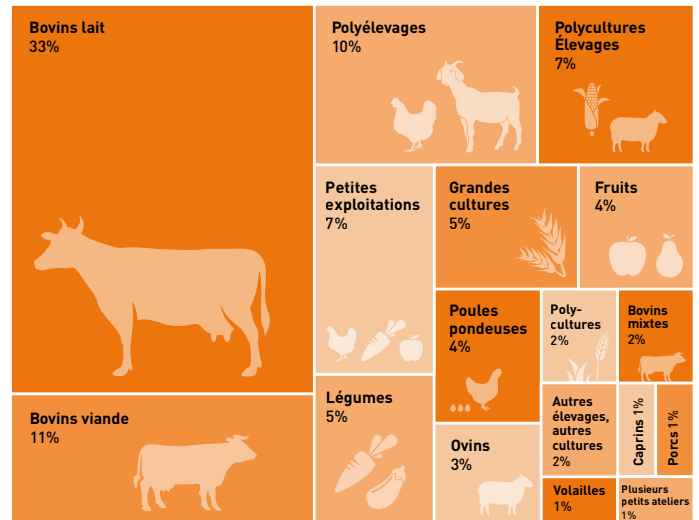 Bovins lait
33%
Polyélevages
10%
Polycultures
Élevages
7%
Petites
exploitations
7%
Grandes
cultures
5%
Fruits
4%
Poules
pondeuses
4%
Poly-
cultures
2%
Bovins
mixtes
2%
Bovins viande
11%
Légumes
5%
Ovins
3%
Autres
élevages,
autres
cultures
2%
Caprins 1%
Porcs 1%
Volailles
1%
Plusieurs
petits ateliers
1%